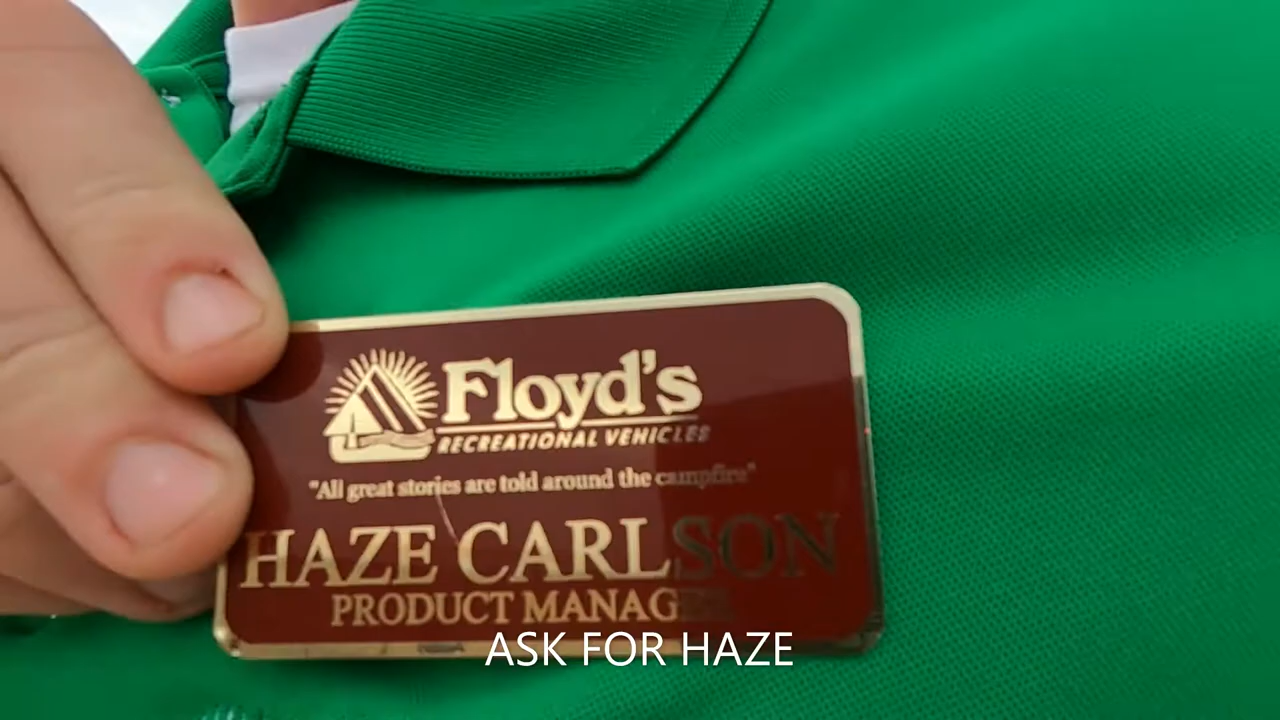 Floyd's
RECREATIONAL VEHICLES
"All great stories are told around the campfire"
HAZE CARLSON
PRODUCT MANAGER
ASK FOR HAZE